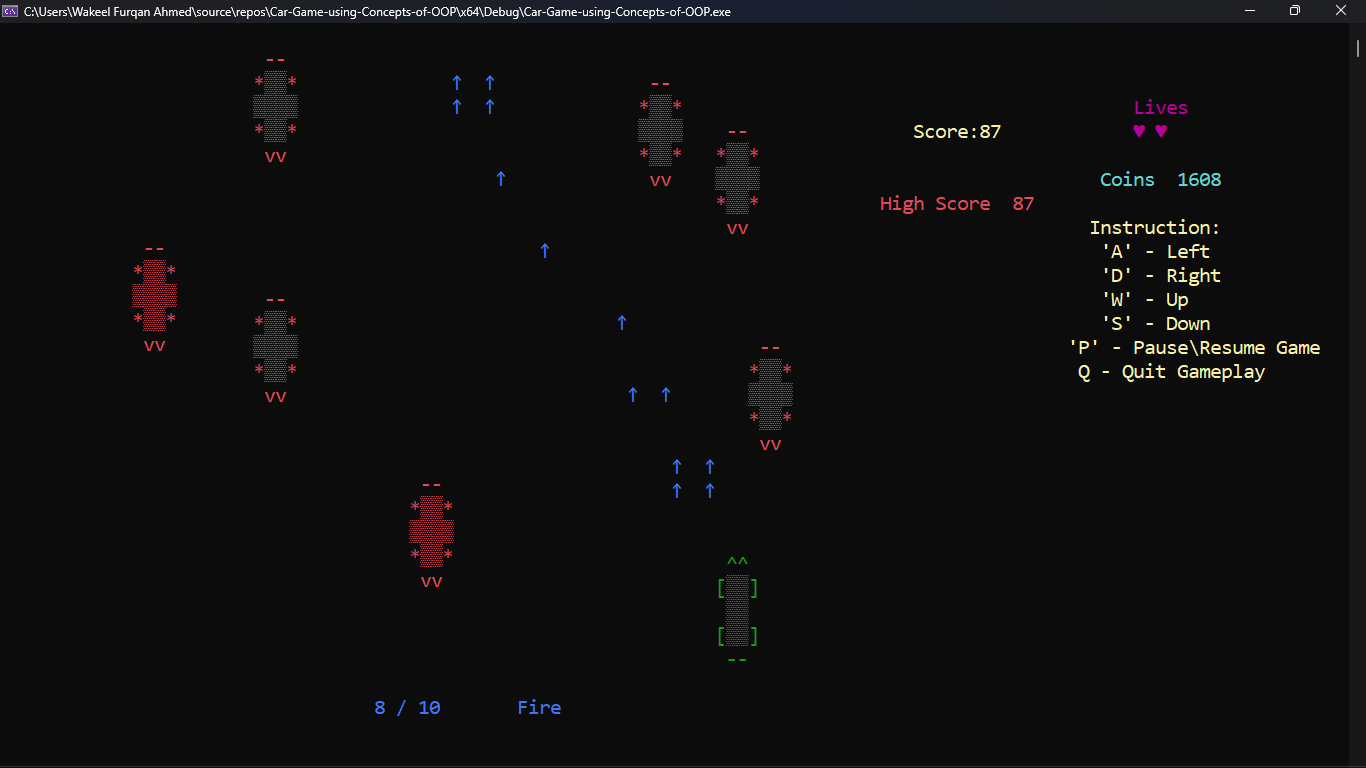 C:\Users\Wakeel Furqan Ahmed\source\repos\Car-Game-using-Concepts-of-OOP\x64\Debug\Car-Game-using-Concepts-of-OOP.exe
Score:87
High Score 87
Lives
♥ ♥
Coins 1608
Instruction:
'A' - Left
'D' - Right
'W' - Up
'S' - Down
'P' - Pause\Resume Game
Q - Quit Gameplay
8 / 10 Fire